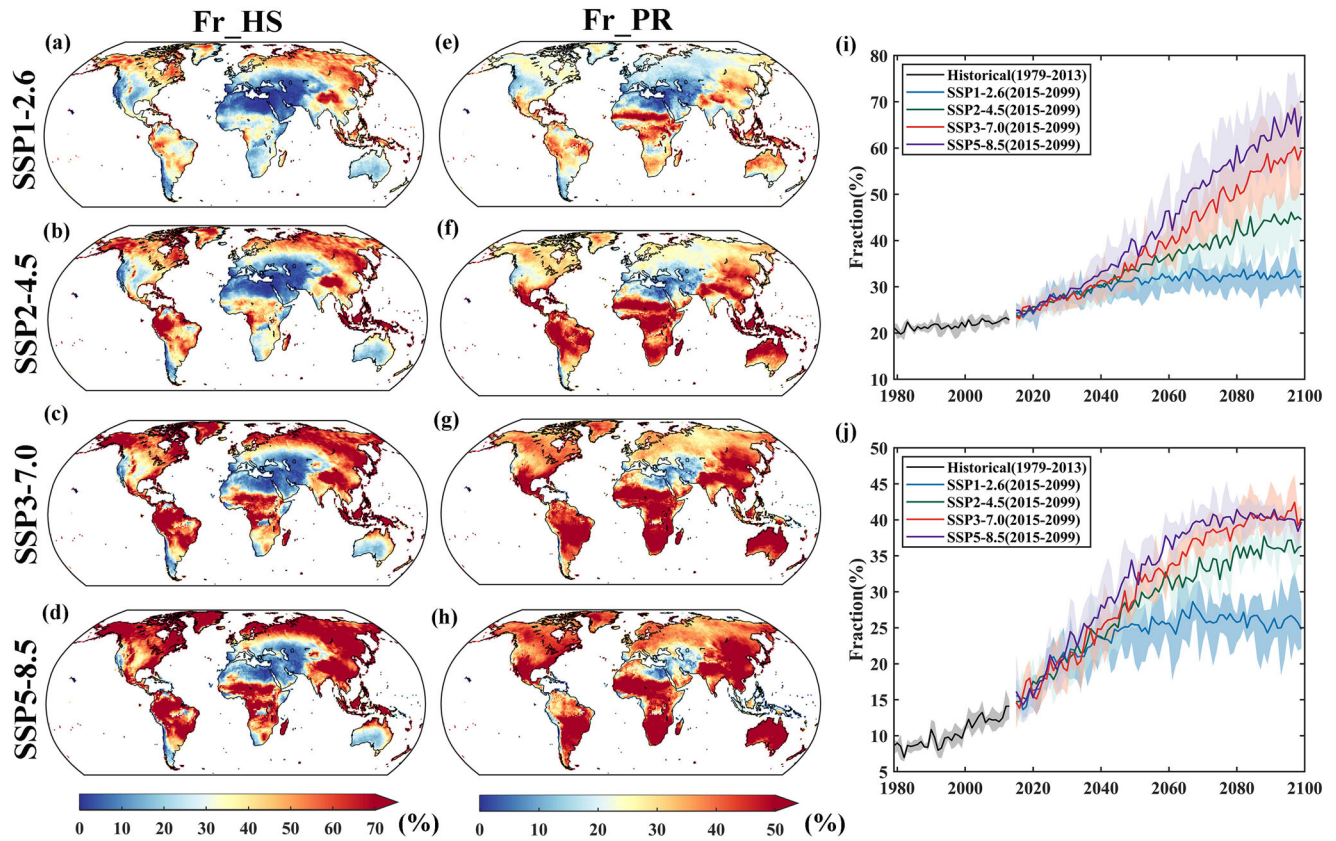 Fr_HS
Fr_PR
SSP1-2.6
SSP2-4.5
SSP3-7.0
SSP5-8.5
(a)
(b)
(c)
(d)
0 10 20 30 40 50 60 70 (%)
(e)
(f)
(g)
(h)
0 10 20 30 40 50 (%)
(i)
Fraction(%)
80
70
60
50
40
30
20
10
Historical(1979-2013)
SSP1-2.6(2015-2099)
SSP2-4.5(2015-2099)
SSP3-7.0(2015-2099)
SSP5-8.5(2015-2099)
1980 2000 2020 2040 2060 2080 2100
(j)
Fraction(%)
50
45
40
35
30
25
20
15
10
5
Historical(1979-2013)
SSP1-2.6(2015-2099)
SSP2-4.5(2015-2099)
SSP3-7.0(2015-2099)
SSP5-8.5(2015-2099)
1980 2000 2020 2040 2060 2080 2100